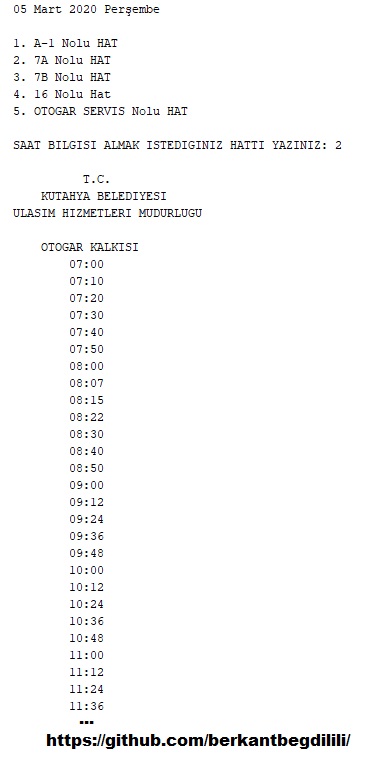 05 Mart 2020 Perşembe
1. A-1 Nolu HAT
2. 7A Nolu HAT
3. 7B Nolu HAT
4. 16 Nolu Hat
5. OTOGAR SERVIS Nolu HAT
SAAT BILGISI ALMAK ISTEDIGINIZ HATTI YAZINIZ: 2
T.C.
KUTAHYA BELEDIYESI
ULASIM HIZMETLERI MUDURLUGU
OTOGAR KALKISI
07:00
07:10
07:20
07:30
07:40
07:50
08:00
08:07
08:15
08:22
08:30
08:40
08:50
09:00
09:12
09:24
09:36
09:48
10:00
10:12
10:24
10:36
10:48
11:00
11:12
11:24
11:36
...
https://github.com/berkantbegdilili/